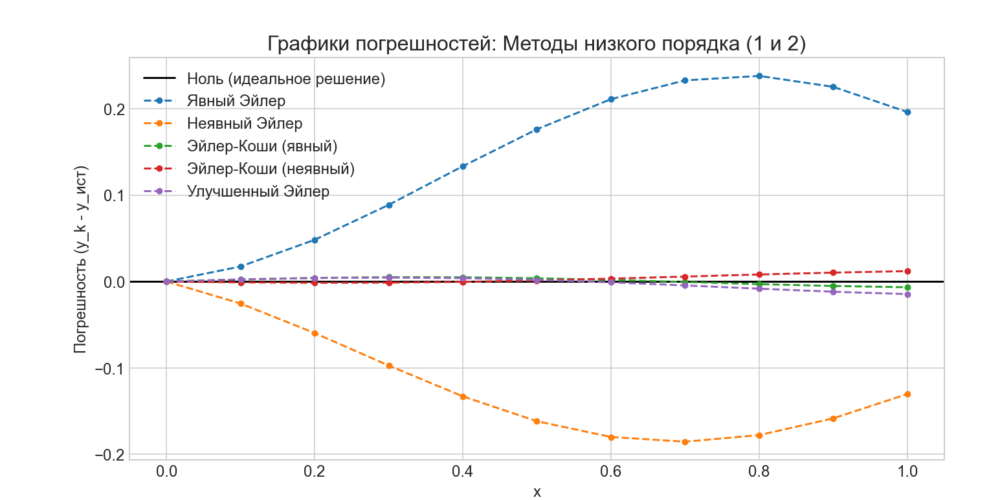 Графики погрешностей: Методы низкого порядка (1 и 2)
Ноль (идеальное решение)
Явный Эйлер
Неявный Эйлер
Эйлер-Коши (явный)
Эйлер-Коши (неявный)
Улучшенный Эйлер
Погрешность (y_k - y_ист)
0.2
0.1
0.0
−0.1
−0.2
0.0 0.2 0.4 0.6 0.8 1.0
x